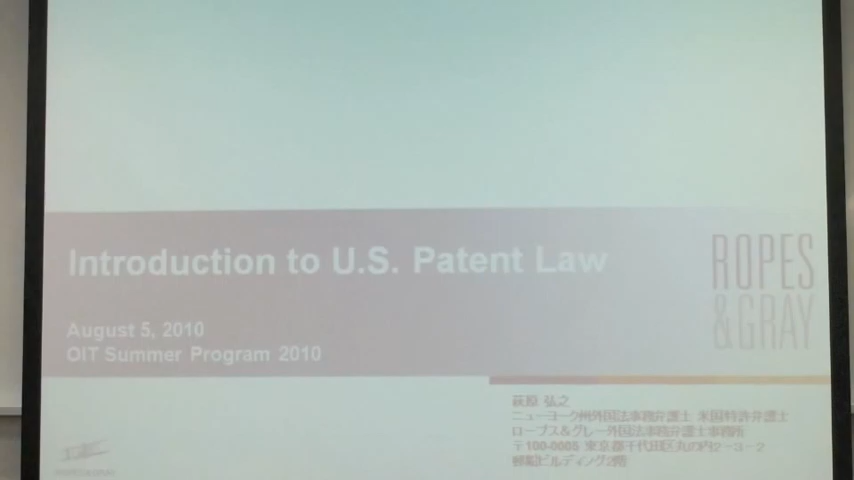 Introduction to U.S. Patent Law
ROPES
&GRAY
August 5, 2010
OIT Summer Program 2010
萩原 弘之
ニューヨーク州外国法事務弁護士 米国特許弁護士
ロープス&グレー外国法事務弁護士事務所
〒100-0005 東京都千代田区丸の内2-3-2
郵船ビルディング2階